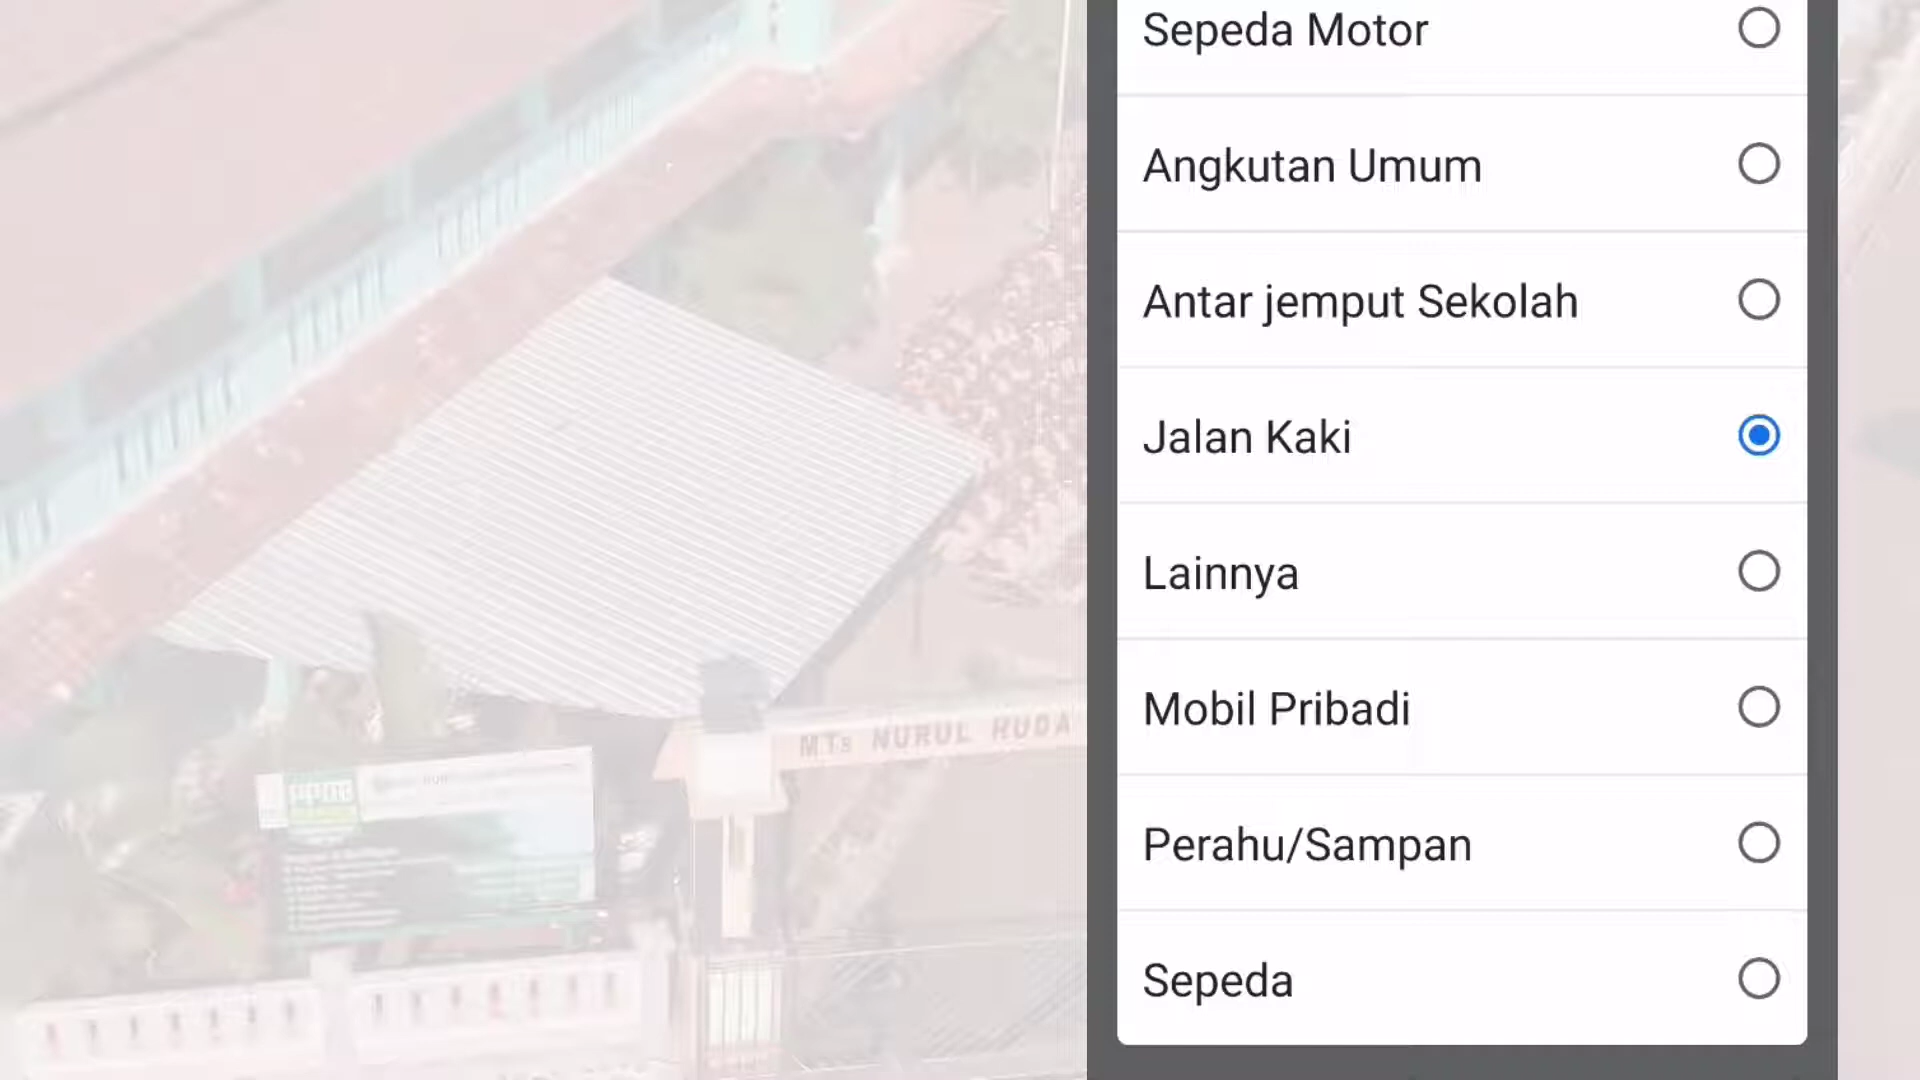 Sepeda Motor
Angkutan Umum
Antar jemput Sekolah
Jalan Kaki
Lainnya
Mobil Pribadi
Perahu/Sampan
Sepeda
MTs NURUL HUDA